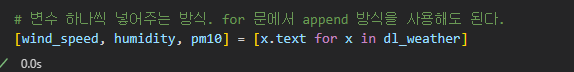 # 변수 하나씩 넣어주는 방식. for 문에서 append 방식을 사용해도 된다.
[wind_speed, humidity, pm10] = [x.text for x in dl_weather]
✓ 0.0s